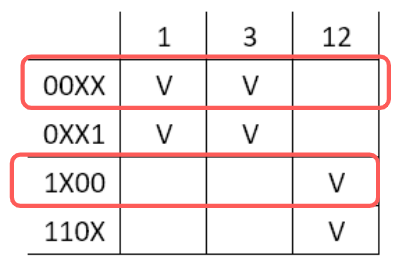 1 3 12
00XX V V
0XX1 V V
1X00 V
110X V